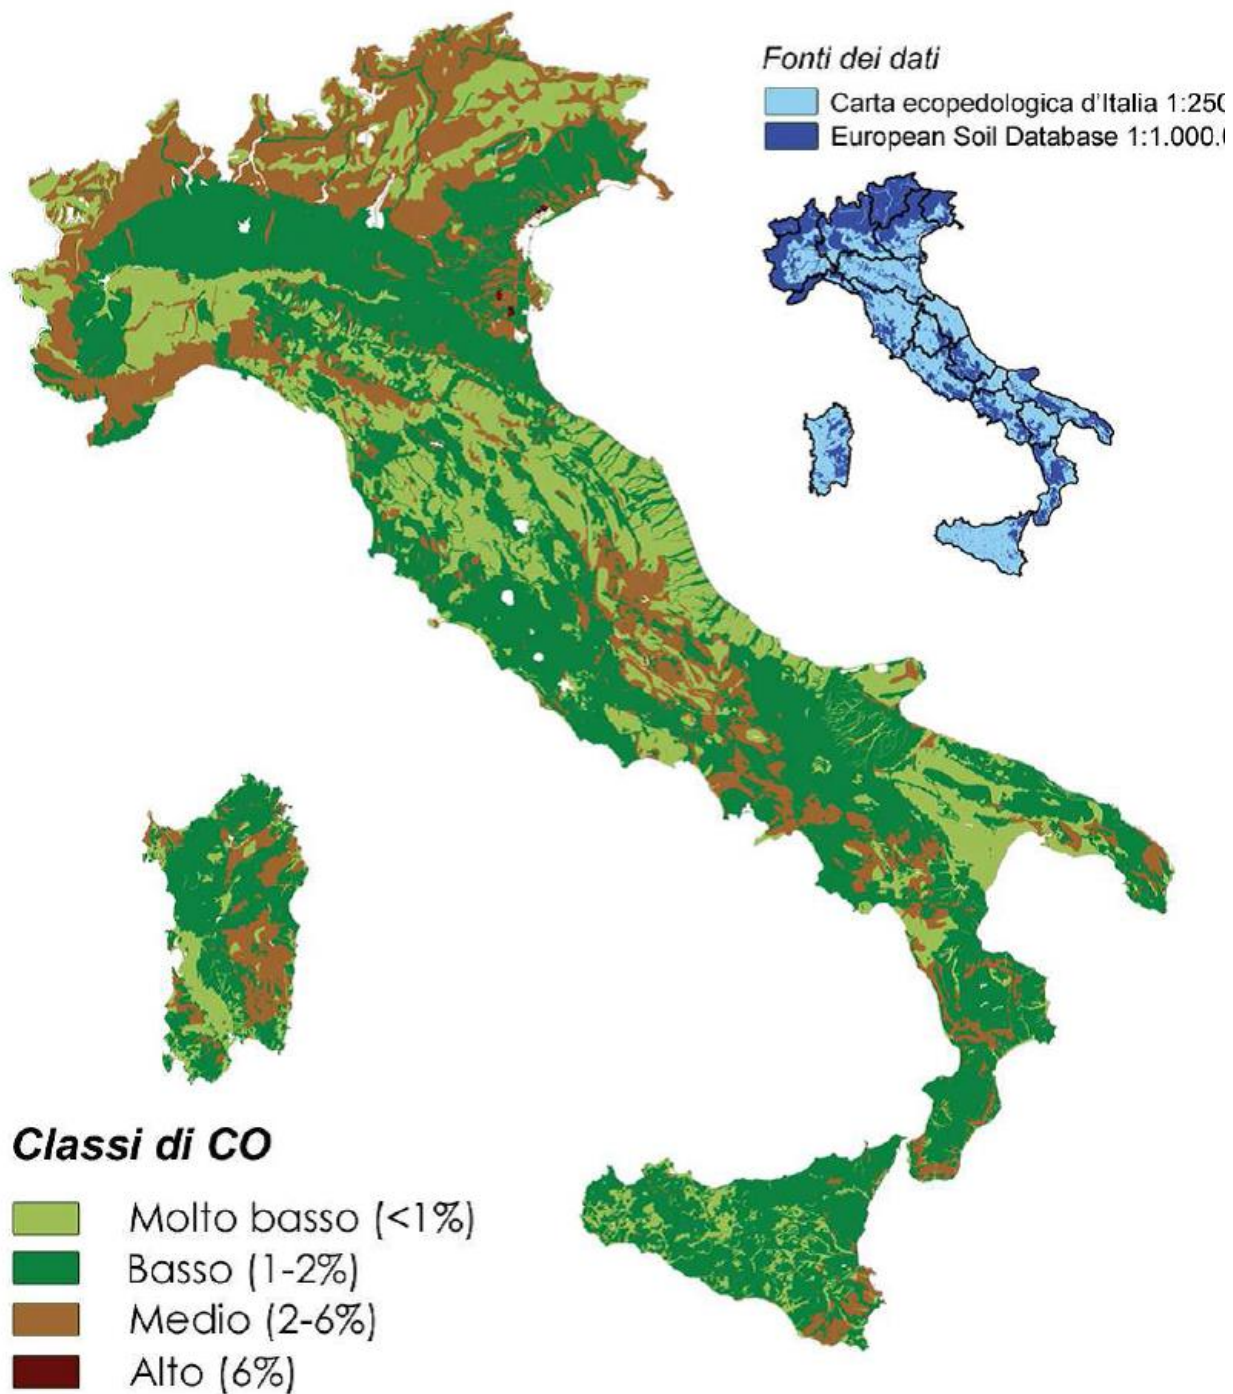 Fonti dei dati
Carta ecopedologica d'Italia 1:250
European Soil Database 1:1.000.
Classi di CO
Molto basso (<1%)
Basso (1-2%)
Medio (2-6%)
Alto (6%)